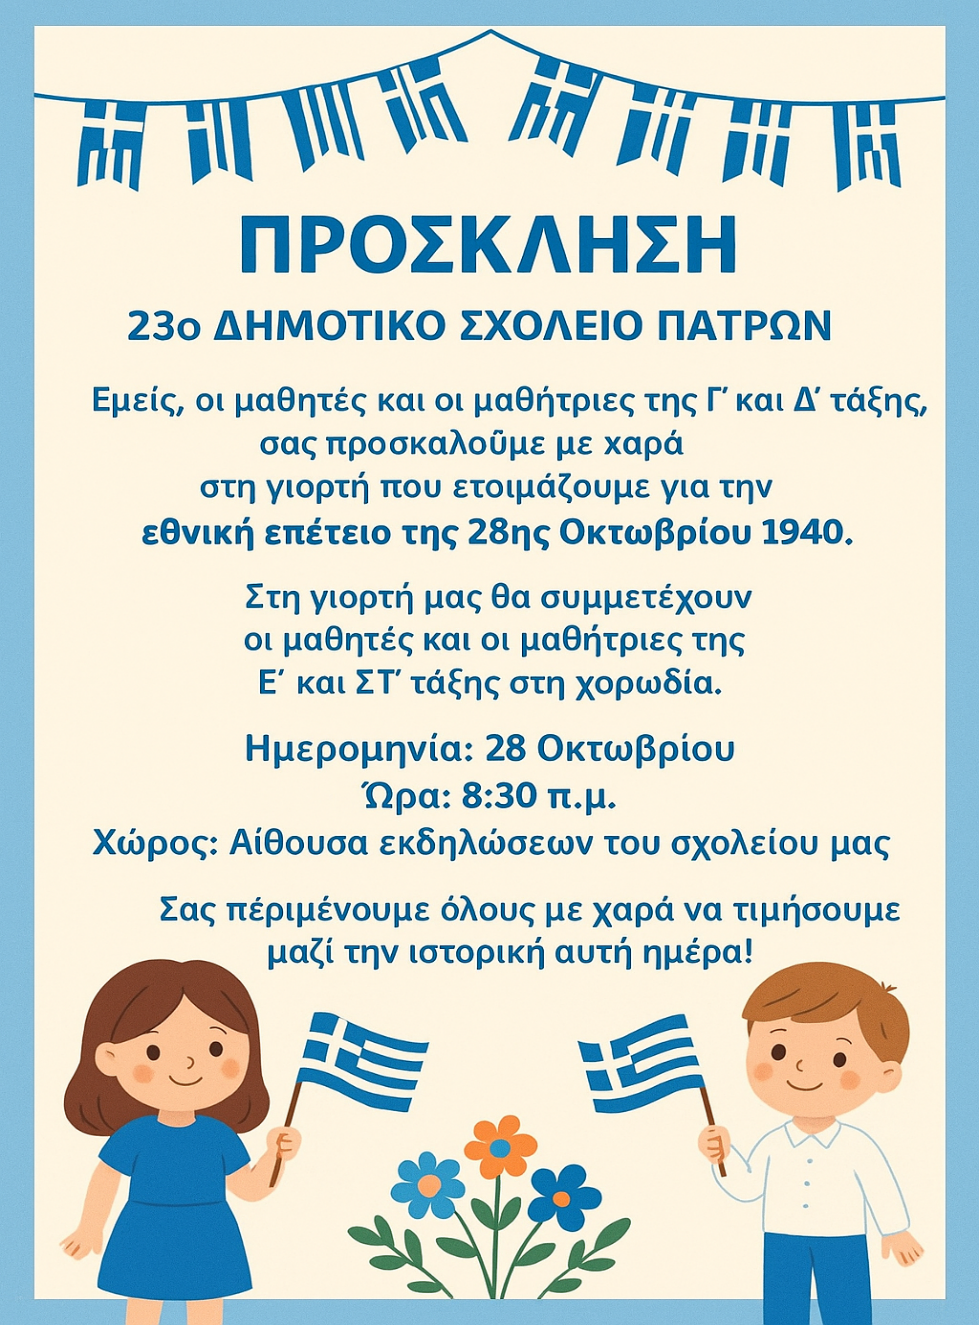 ΠΡΟΣΚΛΗΣΗ
23ο ΔΗΜΟΤΙΚΟ ΣΧΟΛΕΙΟ ΠΑΤΡΩΝ
Εμείς, οι μαθητές και οι μαθήτριες της Γ΄ και Δ΄ τάξης,
σας προσκαλοῦμε με χαρά
στη γιορτή που ετοιμάζουμε για την
εθνική επέτειο της 28ης Οκτωβρίου 1940.
Στη γιορτή μας θα συμμετέχουν
οι μαθητές και οι μαθήτριες της
Ε΄ και ΣΤ΄ τάξης στη χορωδία.
Ημερομηνία: 28 Οκτωβρίου
Ώρα: 8:30 π.μ.
Χώρος: Αίθουσα εκδηλώσεων του σχολείου μας
Σας πέριμένουμε όλους με χαρά να τιμήσουμε
μαζί την ιστορική αυτή ημέρα!